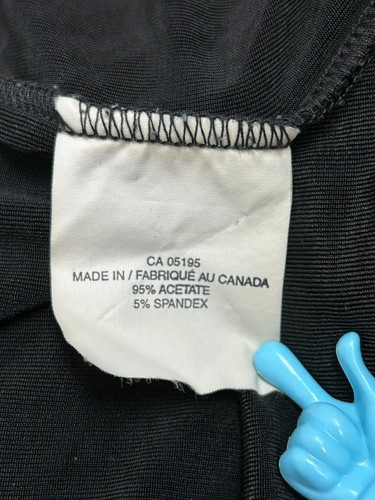 CA 05195
MADE IN / FABRIQUÉ AU CANADA
95% ACETATE
5% SPANDEX